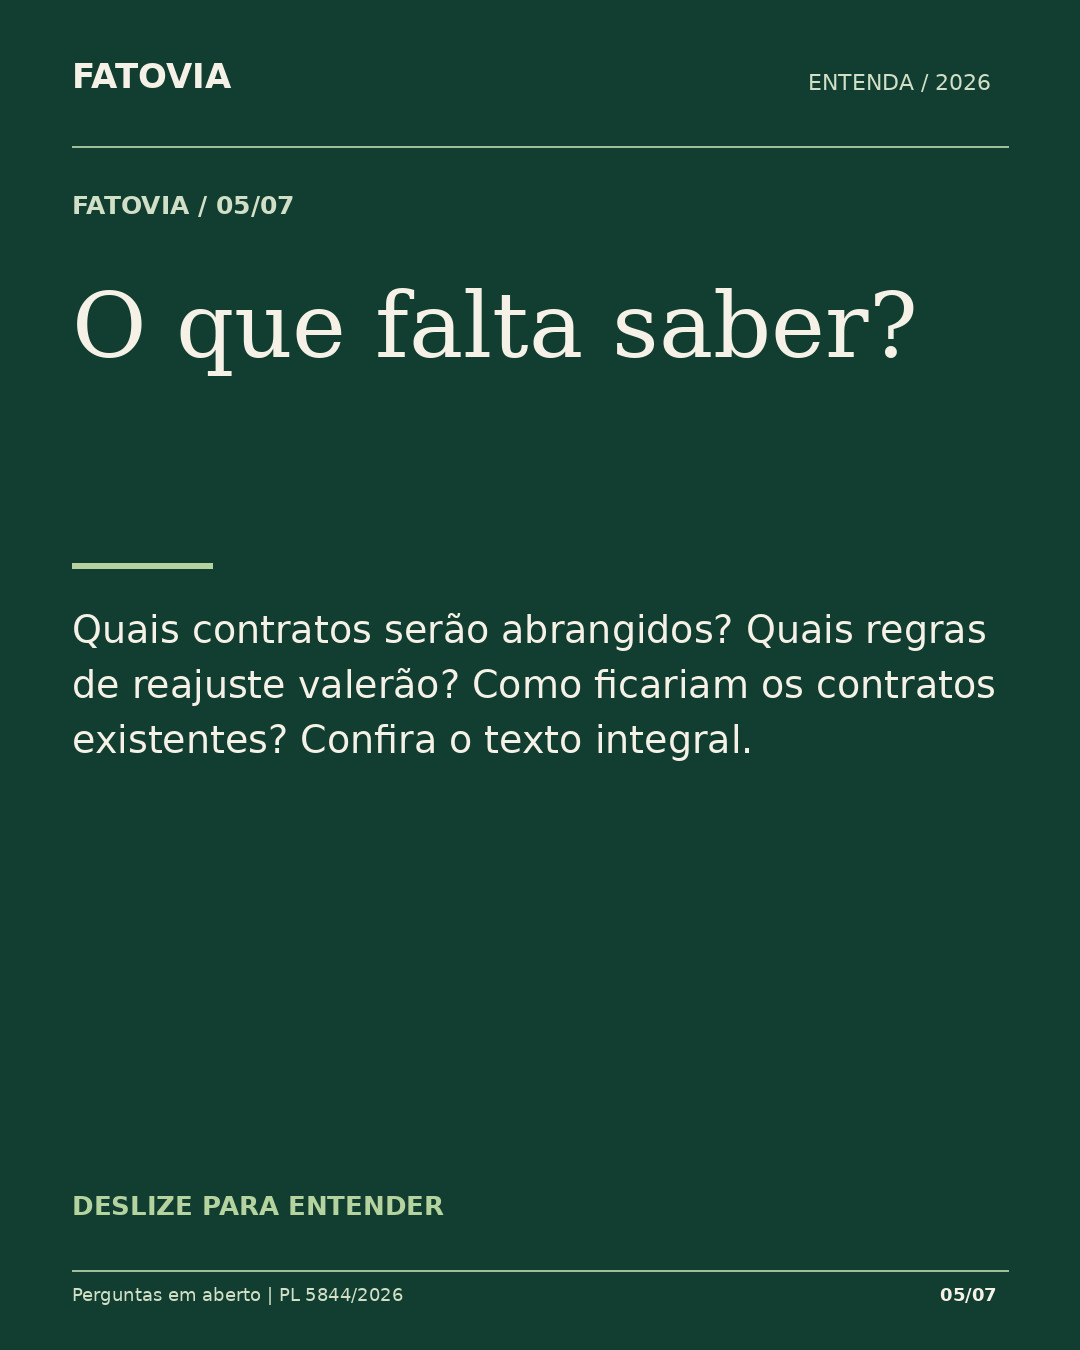 FATOVIA
ENTENDA / 2026
FATOVIA / 05/07
O que falta saber?
Quais contratos serão abrangidos? Quais regras
de reajuste valerão? Como ficariam os contratos
existentes? Confira o texto integral.
DESLIZE PARA ENTENDER
Perguntas em aberto | PL 5844/2026
05/07